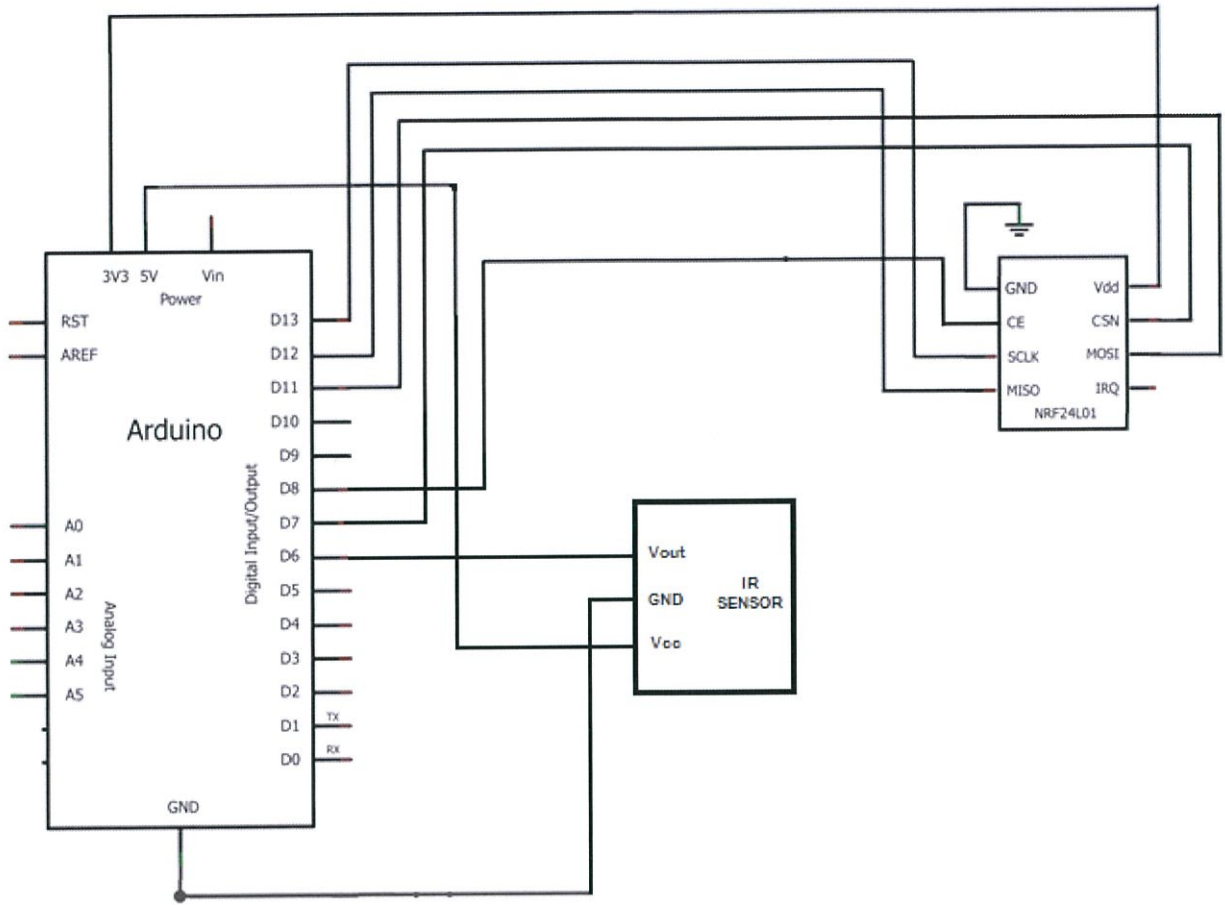 3V3 5V Vin
Power
RST
AREF
Arduino
A0
A1
A2
A3
A4
A5
Analog Input
Digital Input/Output
D13
D12
D11
D10
D9
D8
D7
D6
D5
D4
D3
D2
D1 TX
D0 RX
GND
GND Vdd
CE CSN
SCLK MOSI
MISO IRQ
NRF24L01
Vout
GND
Vcc
IR
SENSOR